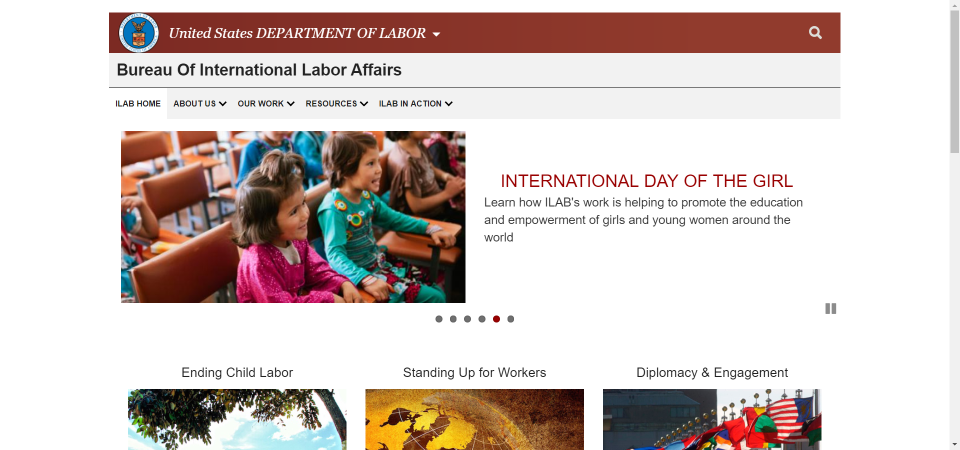 United States DEPARTMENT OF LABOR
Bureau Of International Labor Affairs
ILAB HOME ABOUT US OUR WORK RESOURCES ILAB IN ACTION
INTERNATIONAL DAY OF THE GIRL
Learn how ILAB's work is helping to promote the education
and empowerment of girls and young women around the
world
Ending Child Labor Standing Up for Workers Diplomacy & Engagement